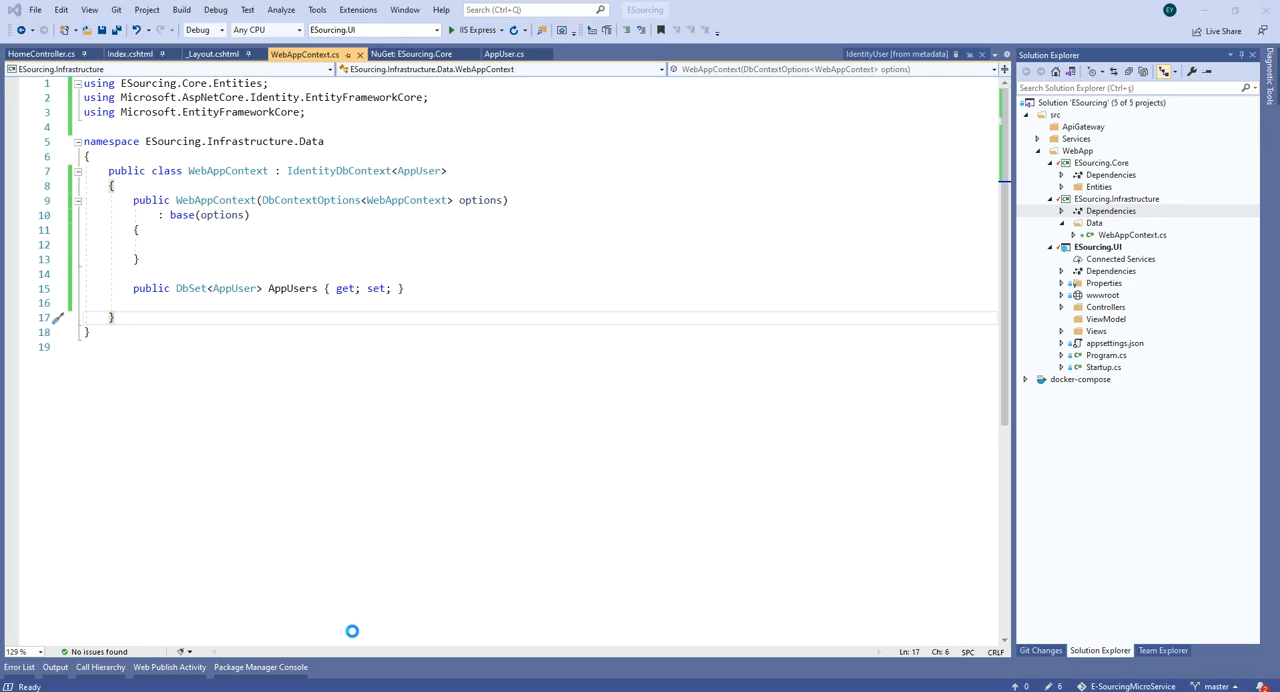 File Edit View Git Project Build Debug Test Analyze Tools Extensions Window Help Search (Ctrl+Q) ESourcing EY
Debug Any CPU ESourcing.UI IIS Express Live Share
HomeController.cs Index.cshtml _Layout.cshtml WebAppContext.cs NuGet: ESourcing.Core AppUser.cs IdentityUser [from metadata]
ESourcing.Infrastructure ESourcing.Infrastructure.Data.WebAppContext WebAppContext(DbContextOptions<WebAppContext> options)
1 using ESourcing.Core.Entities;
2 using Microsoft.AspNetCore.Identity.EntityFrameworkCore;
3 using Microsoft.EntityFrameworkCore;
4
5 namespace ESourcing.Infrastructure.Data
6 {
7 public class WebAppContext : IdentityDbContext<AppUser>
8 {
9 public WebAppContext(DbContextOptions<WebAppContext> options)
10 : base(options)
11 {
12
13 }
14
15 public DbSet<AppUser> AppUsers { get; set; }
16
17 }
18 }
19
129 % No issues found Ln: 17 Ch: 6 SPC CRLF
Error List Output Call Hierarchy Web Publish Activity Package Manager Console
Ready 0 6 E-SourcingMicroService master 2
Solution Explorer
Search Solution Explorer (Ctrl+ş)
Solution 'ESourcing' (5 of 5 projects)
src
ApiGateway
Services
WebApp
ESourcing.Core
Dependencies
Entities
ESourcing.Infrastructure
Dependencies
Data
WebAppContext.cs
ESourcing.UI
Connected Services
Dependencies
Properties
wwwroot
Controllers
ViewModel
Views
appsettings.json
Program.cs
Startup.cs
docker-compose
Git Changes Solution Explorer Team Explorer
Diagnostic Tools